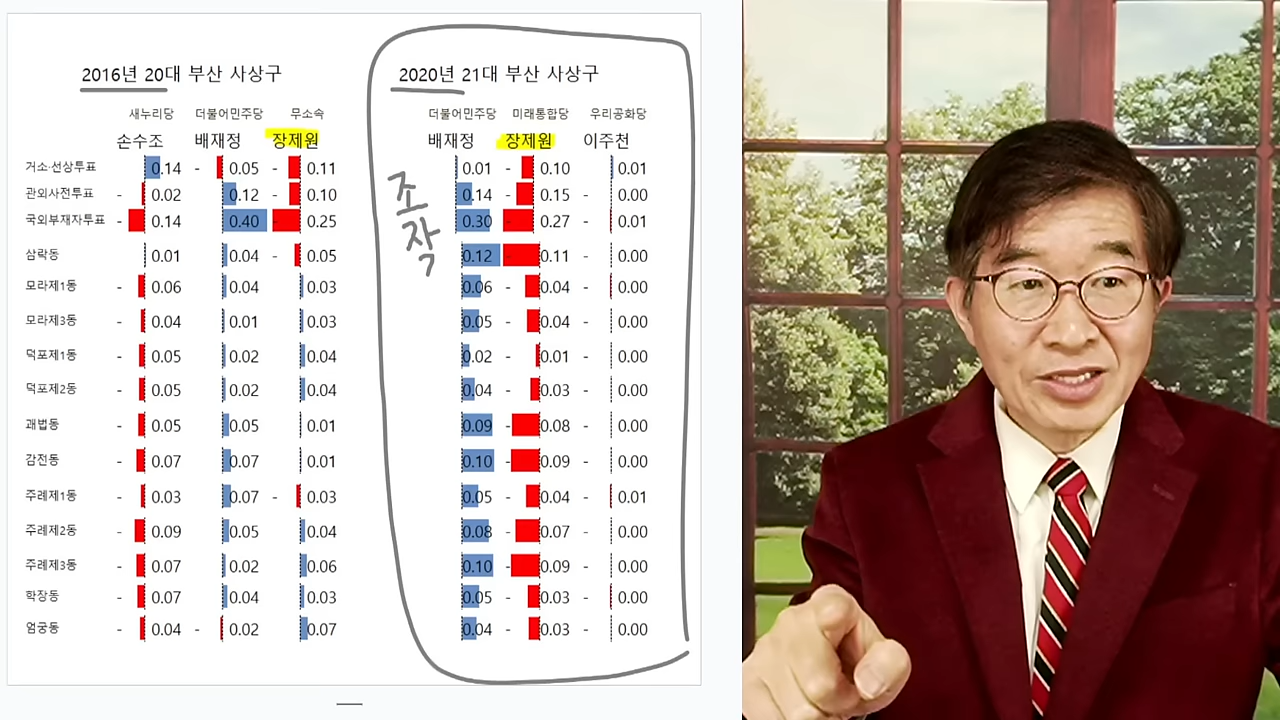 2016년 20대 부산 사상구
새누리당 더불어민주당 무소속
손수조 배재정 장제원
거소·선상투표 0.14 - 0.05 - 0.11
관외사전투표 - 0.02 0.12 - 0.10
국외부재자투표 - 0.14 0.40 - 0.25
삼락동 0.01 0.04 - 0.05
모라제1동 - 0.06 0.04 0.03
모라제3동 - 0.04 0.01 0.03
덕포제1동 - 0.05 0.02 0.04
덕포제2동 - 0.05 0.02 0.04
괘법동 - 0.05 0.05 0.01
감전동 - 0.07 0.07 0.01
주례제1동 - 0.03 0.07 - 0.03
주례제2동 - 0.09 0.05 0.04
주례제3동 - 0.07 0.02 0.06
학장동 - 0.07 0.04 0.03
엄궁동 - 0.04 - 0.02 0.07
2020년 21대 부산 사상구
더불어민주당 미래통합당 우리공화당
배재정 장제원 이주천
0.01 - 0.10 0.01
0.14 - 0.15 - 0.00
0.30 - 0.27 - 0.01
0.12 - 0.11 - 0.00
0.06 - 0.04 - 0.00
0.05 - 0.04 - 0.00
0.02 - 0.01 - 0.00
0.04 - 0.03 - 0.00
0.09 - 0.08 - 0.00
0.10 - 0.09 - 0.00
0.05 - 0.04 - 0.01
0.08 - 0.07 - 0.00
0.10 - 0.09 - 0.00
0.05 - 0.03 - 0.00
0.04 - 0.03 - 0.00
조
작